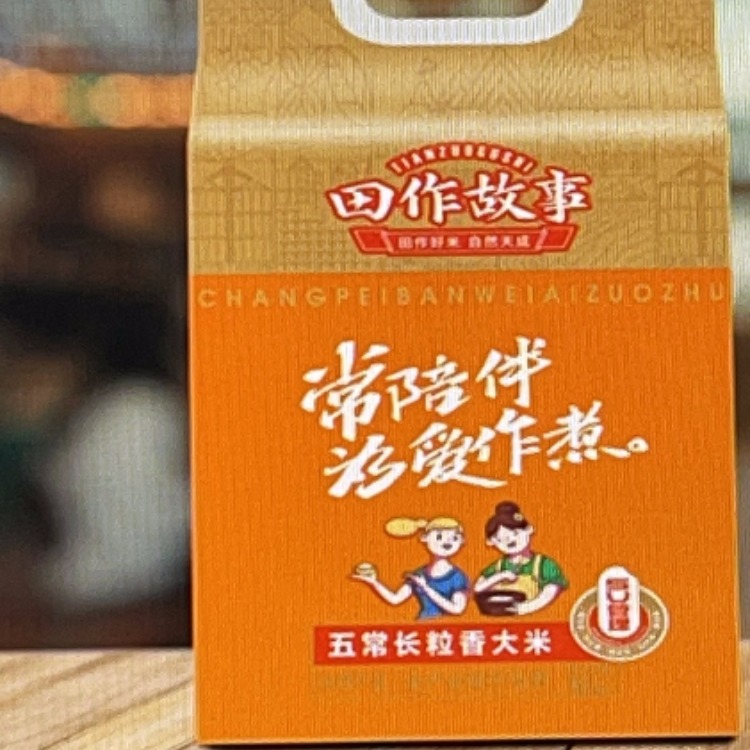 TIANZUOGUSHI
田作故事
田作好米 自然天成
CHANGPEIBANWEIAIZUOZHU
常陪伴
为爱作煮。
五常长粒香大米